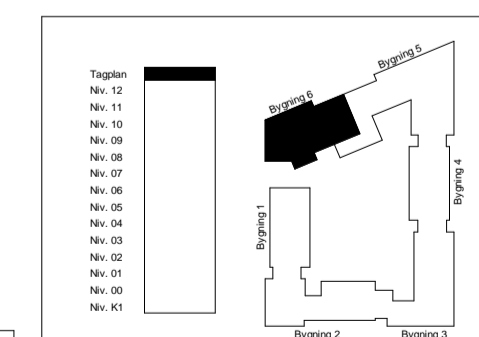 Tagplan
Niv. 12
Niv. 11
Niv. 10
Niv. 09
Niv. 08
Niv. 07
Niv. 06
Niv. 05
Niv. 04
Niv. 03
Niv. 02
Niv. 01
Niv. 00
Niv. K1
Bygning 5
Bygning 6
Bygning 4
Bygning 1
Bygning 2
Bygning 3